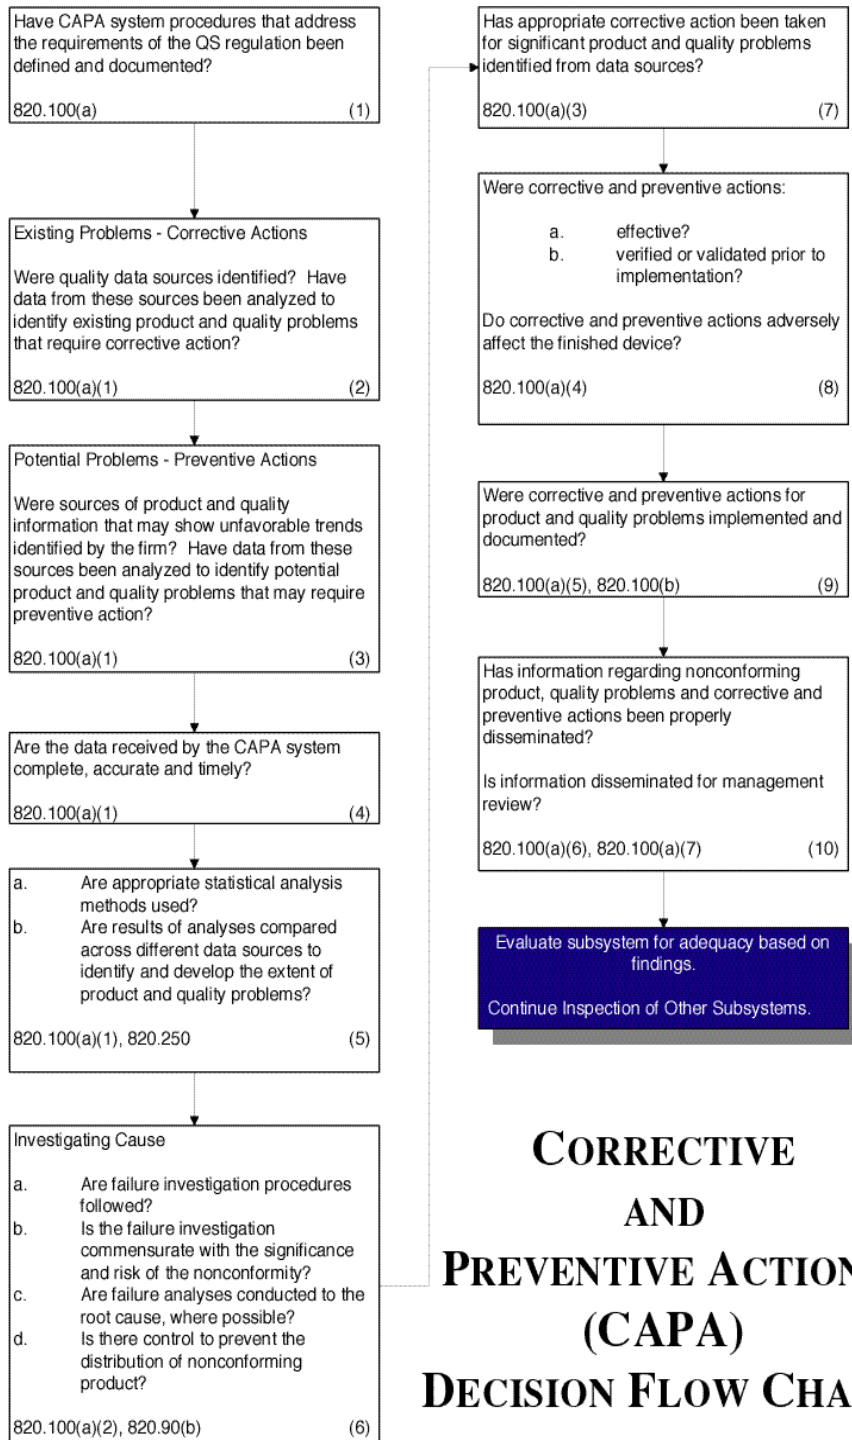 Have CAPA system procedures that address
the requirements of the QS regulation been
defined and documented?
820.100(a) (1)
Existing Problems - Corrective Actions
Were quality data sources identified? Have
data from these sources been analyzed to
identify existing product and quality problems
that require corrective action?
820.100(a)(1) (2)
Potential Problems - Preventive Actions
Were sources of product and quality
information that may show unfavorable trends
identified by the firm? Have data from these
sources been analyzed to identify potential
product and quality problems that may require
preventive action?
820.100(a)(1) (3)
Are the data received by the CAPA system
complete, accurate and timely?
820.100(a)(1) (4)
a. Are appropriate statistical analysis
methods used?
b. Are results of analyses compared
across different data sources to
identify and develop the extent of
product and quality problems?
820.100(a)(1), 820.250 (5)
Investigating Cause
a. Are failure investigation procedures
followed?
b. Is the failure investigation
commensurate with the significance
and risk of the nonconformity?
c. Are failure analyses conducted to the
root cause, where possible?
d. Is there control to prevent the
distribution of nonconforming
product?
820.100(a)(2), 820.90(b) (6)
Has appropriate corrective action been taken
for significant product and quality problems
identified from data sources?
820.100(a)(3) (7)
Were corrective and preventive actions:
a. effective?
b. verified or validated prior to
implementation?
Do corrective and preventive actions adversely
affect the finished device?
820.100(a)(4) (8)
Were corrective and preventive actions for
product and quality problems implemented and
documented?
820.100(a)(5), 820.100(b) (9)
Has information regarding nonconforming
product, quality problems and corrective and
preventive actions been properly
disseminated?
Is information disseminated for management
review?
820.100(a)(6), 820.100(a)(7) (10)
Evaluate subsystem for adequacy based on
findings.
Continue Inspection of Other Subsystems.
CORRECTIVE
AND
PREVENTIVE ACTION
(CAPA)
DECISION FLOW CHA